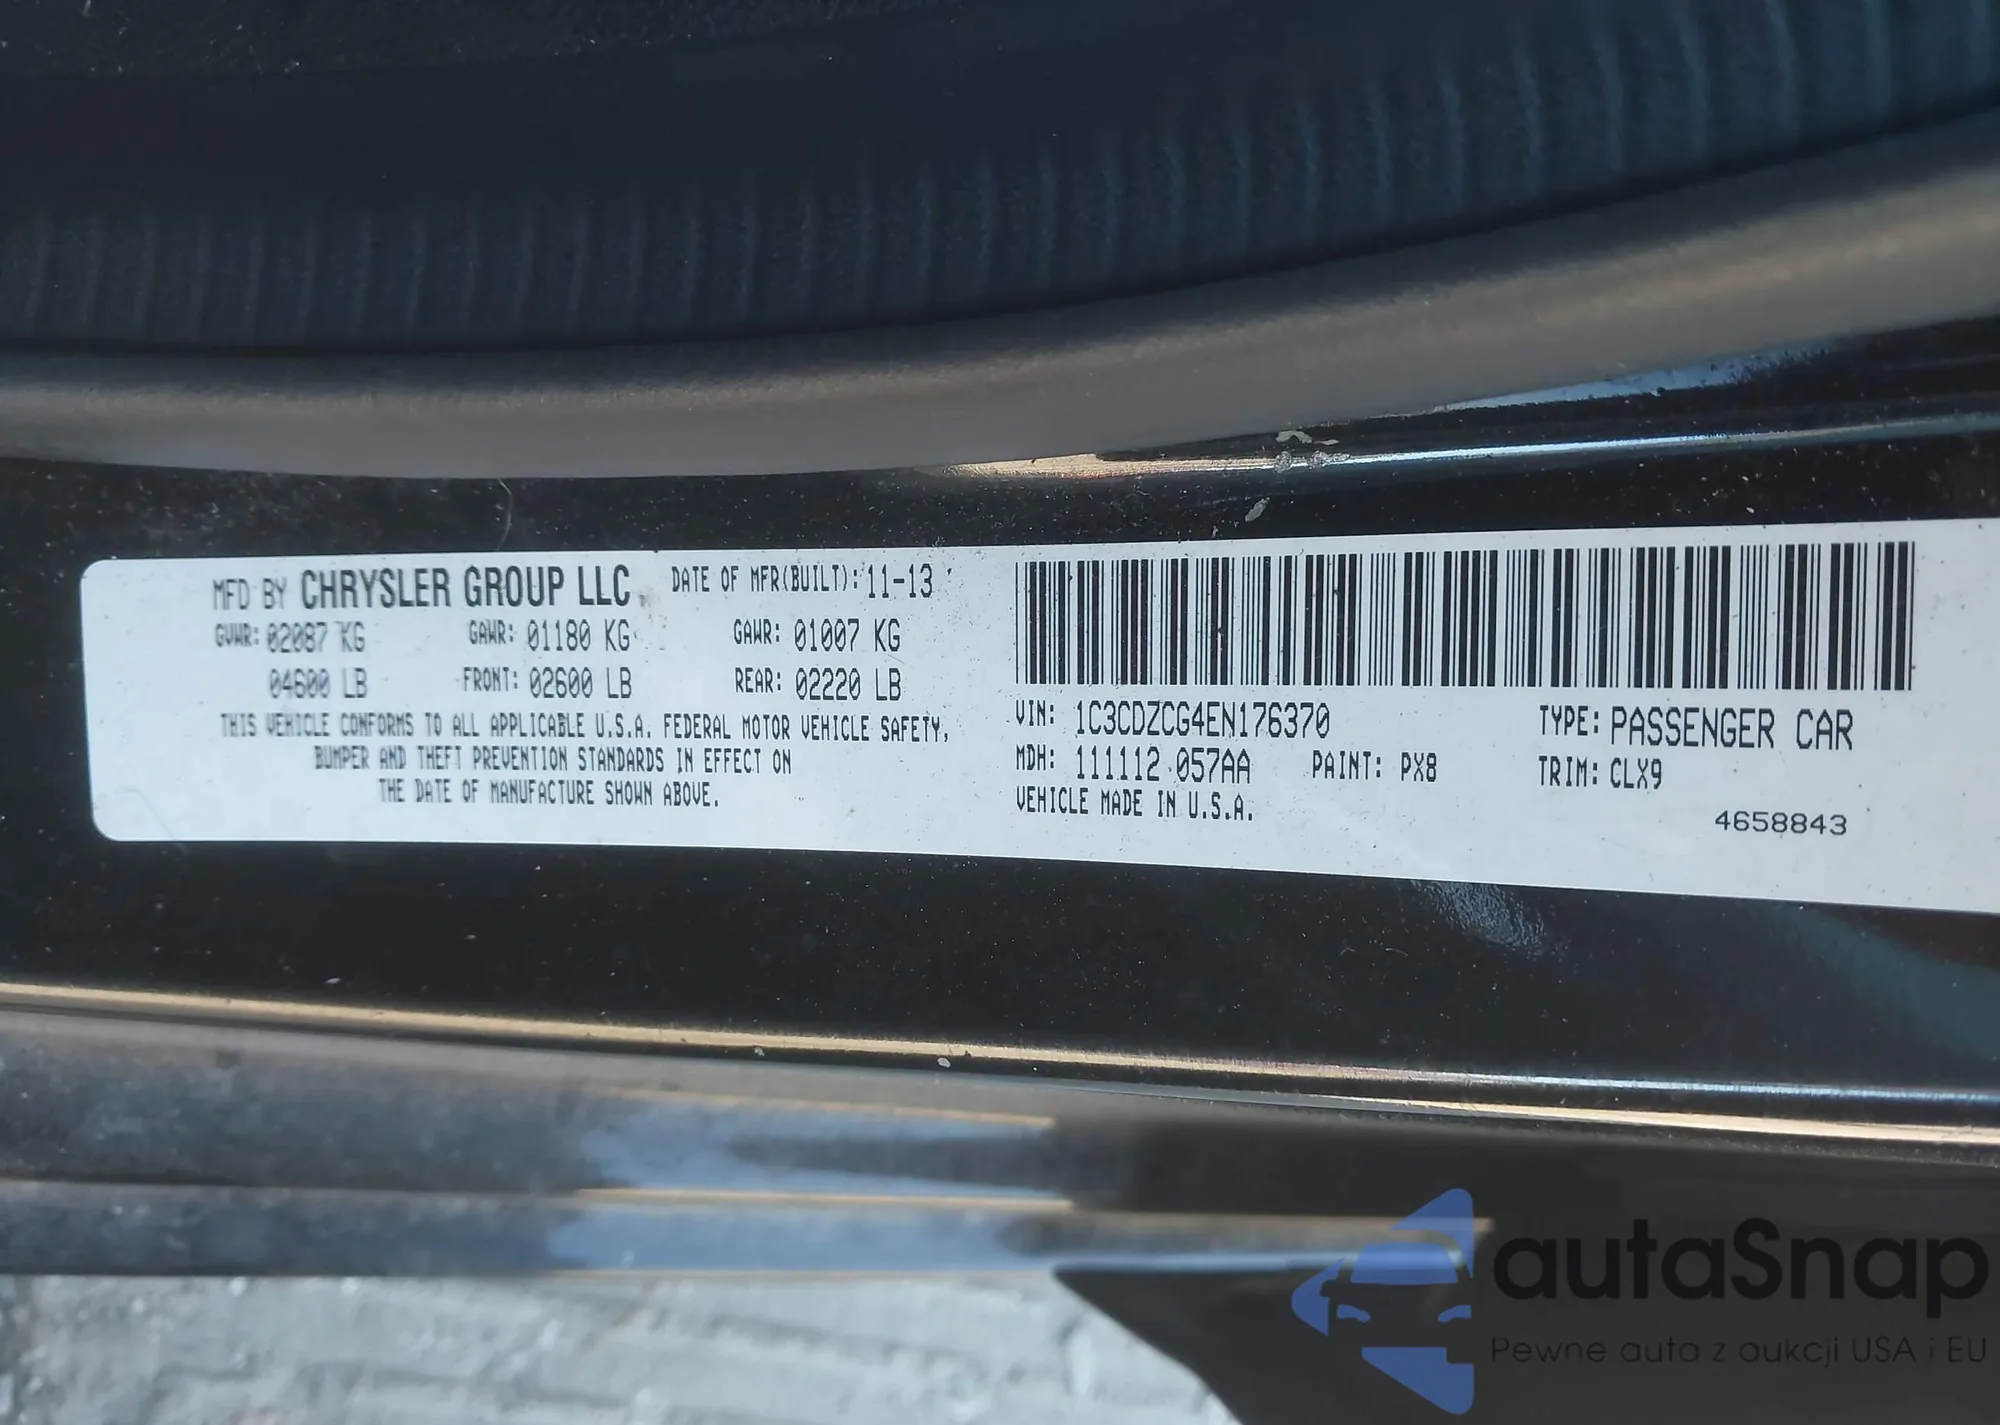 MFD BY CHRYSLER GROUP LLC DATE OF MFR(BUILT): 11-13
GVWR: 02087 KG GAWR: 01180 KG GAWR: 01007 KG
04600 LB FRONT: 02600 LB REAR: 02220 LB
THIS VEHICLE CONFORMS TO ALL APPLICABLE U.S.A. FEDERAL MOTOR VEHICLE SAFETY,
BUMPER AND THEFT PREVENTION STANDARDS IN EFFECT ON
THE DATE OF MANUFACTURE SHOWN ABOVE.
VIN: 1C3CDZCG4EN176370 TYPE: PASSENGER CAR
MDH: 111112 057AA PAINT: PX8 TRIM: CLX9
VEHICLE MADE IN U.S.A.
4658843
autaSnap
Pewne auta z aukcji USA i EU